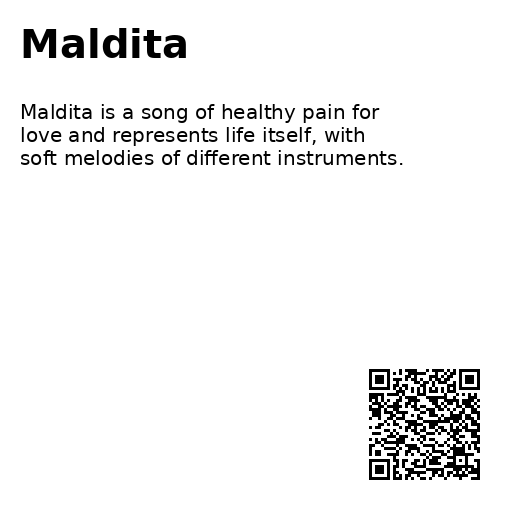 Maldita
Maldita is a song of healthy pain for
love and represents life itself, with
soft melodies of different instruments.